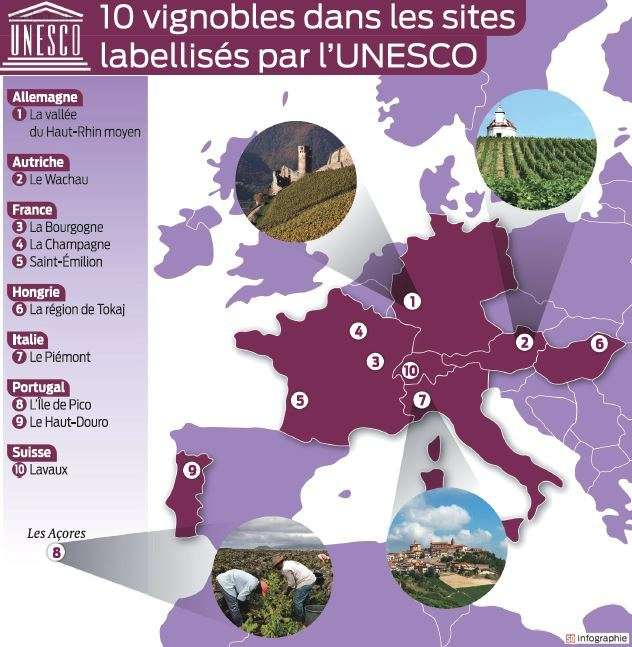 UNESCO
10 vignobles dans les sites
labellisés par l'UNESCO
Allemagne
1 La vallée
du Haut-Rhin moyen
Autriche
2 Le Wachau
France
3 La Bourgogne
4 La Champagne
5 Saint-Émilion
Hongrie
6 La région de Tokaj
Italie
7 Le Piémont
Portugal
8 L'Île de Pico
9 Le Haut-Douro
Suisse
10 Lavaux
Les Açores
8
1
2
6
4
3
10
5
7
9
infographie